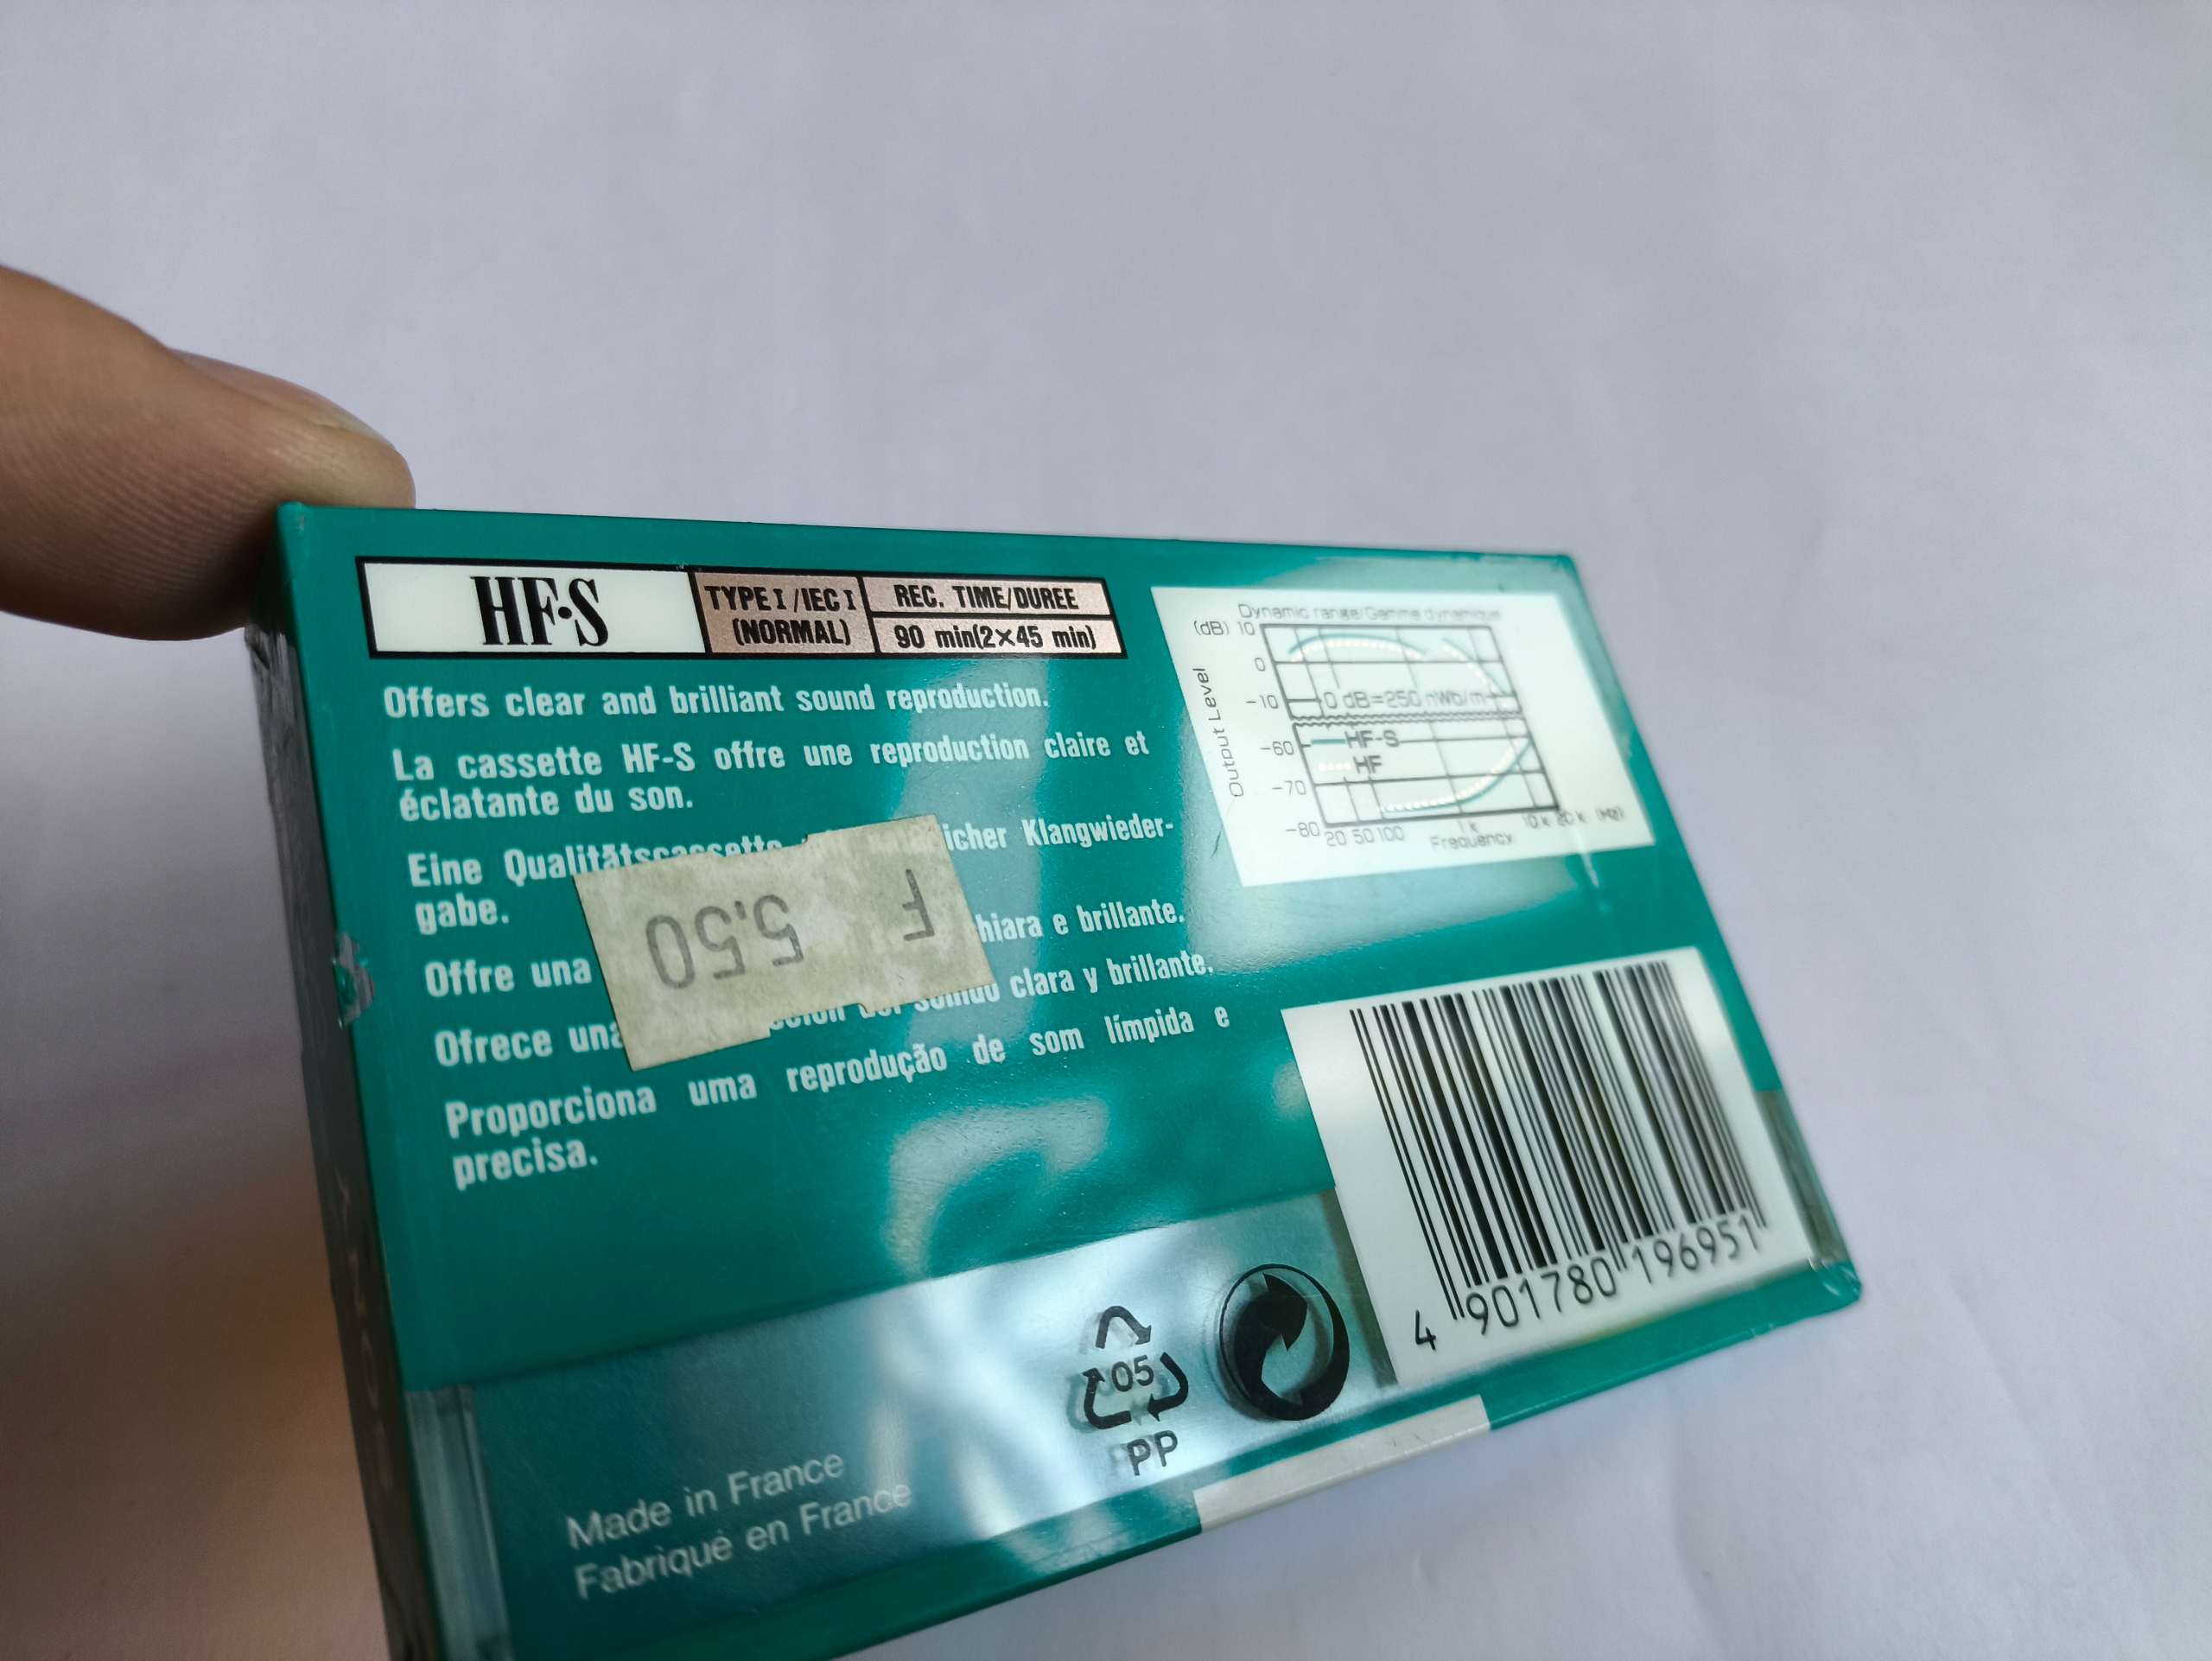 HF·S
TYPE I/IEC I
(NORMAL)
REC. TIME/DUREE
90 min(2×45 min)
Offers clear and brilliant sound reproduction.
La cassette HF-S offre une reproduction claire et
éclatante du son.
Eine Qualitätscassette icher Klangwieder-
gabe.
Offre una hiara e brillante.
Ofrece una sonido clara y brillante.
Proporciona uma reprodução de som límpida e
precisa.
F 5.50
Dynamic range/Gamme dynamique
(dB)
10
0
-10
-60
-70
-80
Output Level
0 dB=250 nWb/m
HF-S
HF
20 50 100 1k 10k 20k (Hz)
Frequency
4 901780 196951
05
PP
Made in France
Fabriqué en France